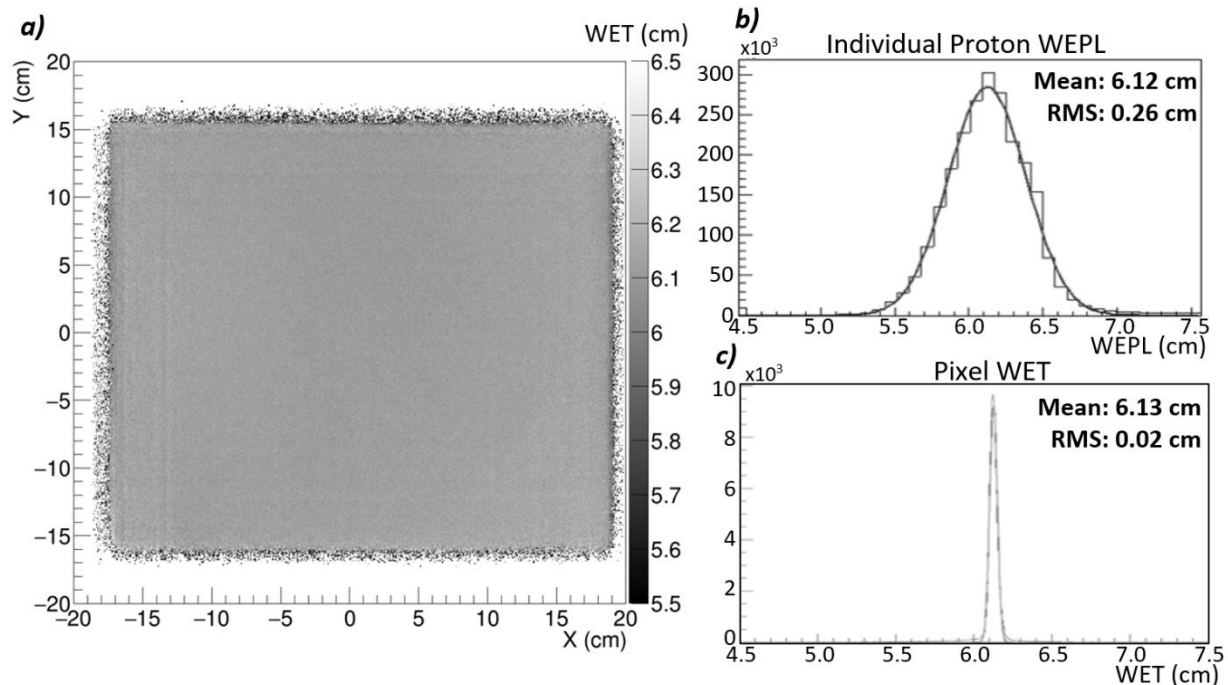 a)
WET (cm)
Y (cm)
20
15
10
5
0
−5
−10
−15
−20
−20 −15 −10 −5 0 5 10 15 20
X (cm)
6.5
6.4
6.3
6.2
6.1
6
5.9
5.8
5.7
5.6
5.5
b)
x10³ Individual Proton WEPL
Mean: 6.12 cm
RMS: 0.26 cm
300
250
200
150
100
50
0
4.5 5.0 5.5 6.0 6.5 7.0 7.5
WEPL (cm)
c)
x10³ Pixel WET
Mean: 6.13 cm
RMS: 0.02 cm
10
8
6
4
2
0
4.5 5.0 5.5 6.0 6.5 7.0 7.5
WET (cm)